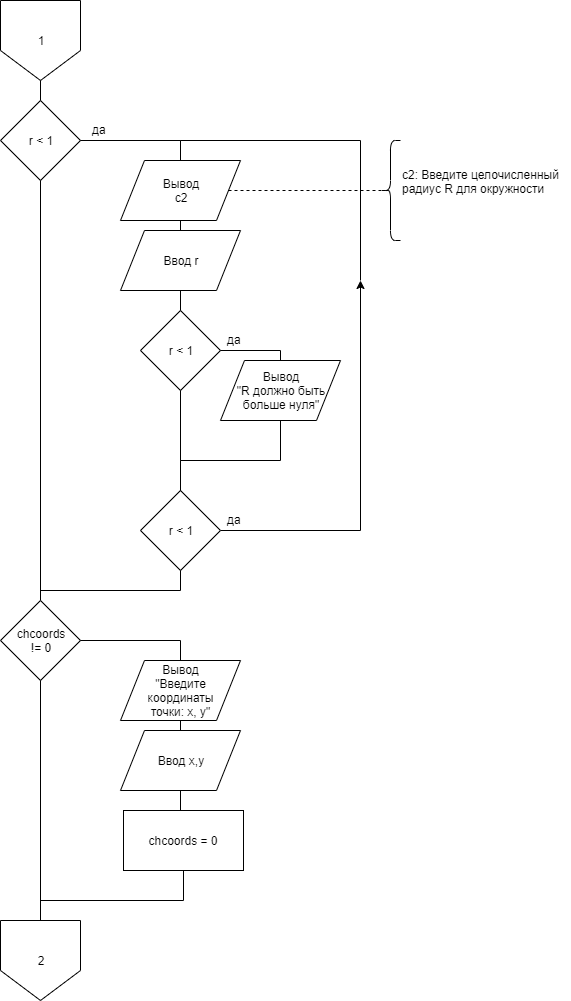 1
r < 1
да
Вывод
c2
c2: Введите целочисленный
радиус R для окружности
Ввод r
r < 1
да
Вывод
"R должно быть
больше нуля"
r < 1
да
chcoords
!= 0
Вывод
"Введите
координаты
точки: x, y"
Ввод x,y
chcoords = 0
2